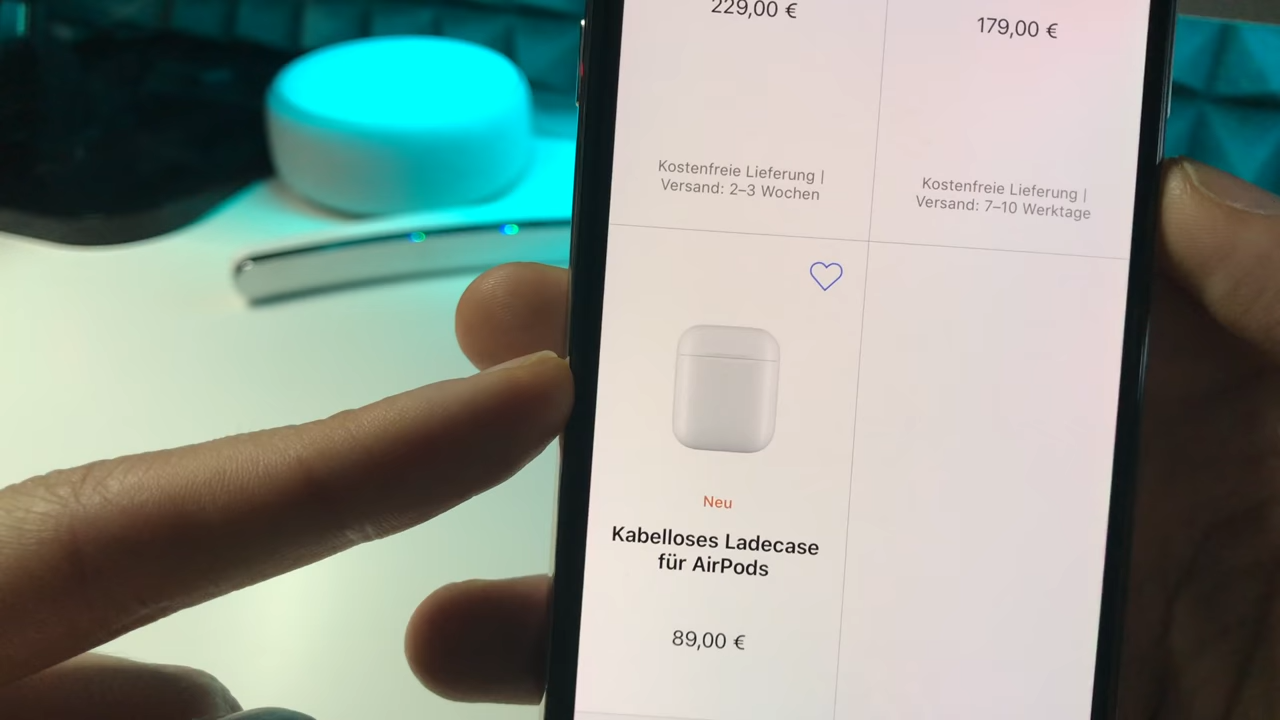 229,00 €
179,00 €
Kostenfreie Lieferung |
Versand: 2–3 Wochen
Kostenfreie Lieferung |
Versand: 7–10 Werktage
Neu
Kabelloses Ladecase
für AirPods
89,00 €